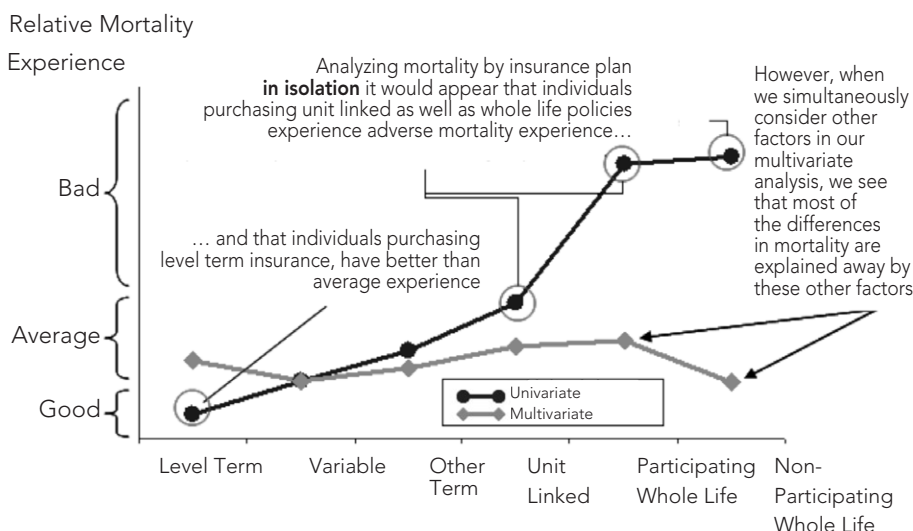 Relative Mortality
Experience
Analyzing mortality by insurance plan
in isolation it would appear that individuals
purchasing unit linked as well as whole life policies
experience adverse mortality experience…
However, when
we simultaneously
consider other
factors in our
multivariate
analysis, we see
that most of
the differences
in mortality are
explained away by
these other factors
Bad
… and that individuals purchasing
level term insurance, have better than
average experience
Average
Good
Univariate
Multivariate
Level Term
Variable
Other
Term
Unit
Linked
Participating
Whole Life
Non-
Participating
Whole Life